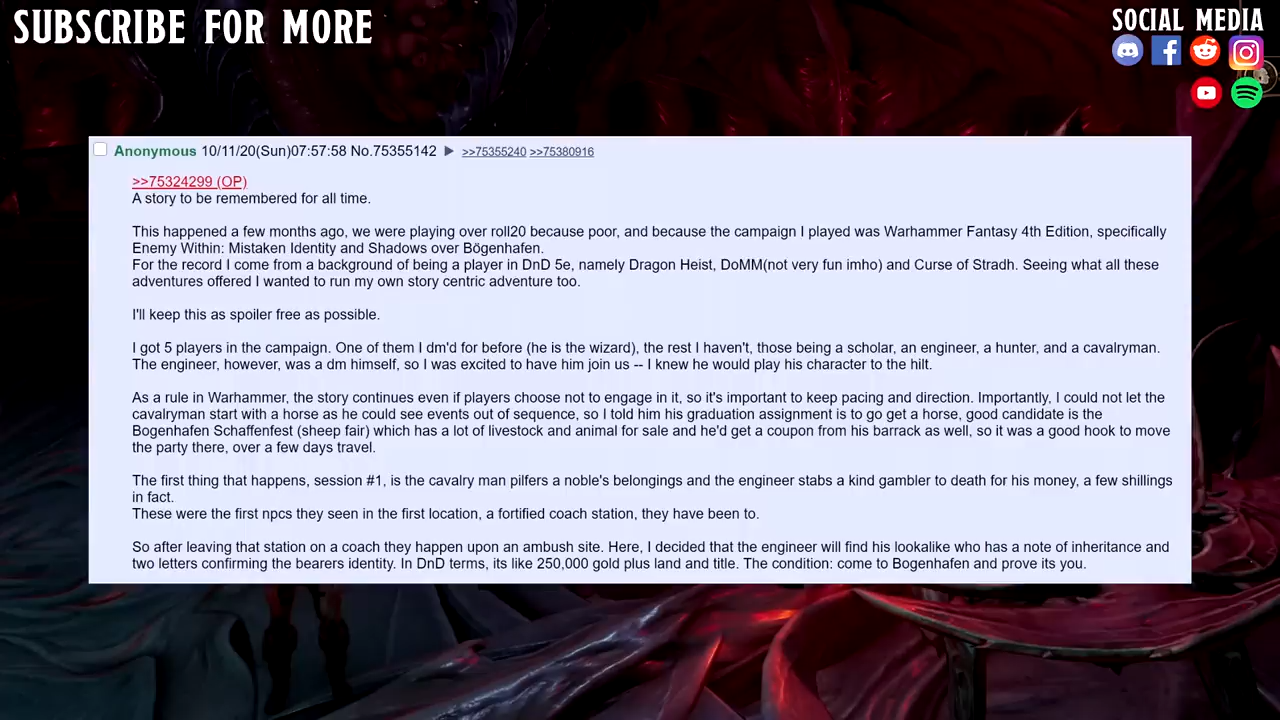 SUBSCRIBE FOR MORE
SOCIAL MEDIA
Anonymous 10/11/20(Sun)07:57:58 No.75355142 ▶ >>75355240 >>75380916
>>75324299 (OP)
A story to be remembered for all time.
This happened a few months ago, we were playing over roll20 because poor, and because the campaign I played was Warhammer Fantasy 4th Edition, specifically
Enemy Within: Mistaken Identity and Shadows over Bögenhafen.
For the record I come from a background of being a player in DnD 5e, namely Dragon Heist, DoMM(not very fun imho) and Curse of Stradh. Seeing what all these
adventures offered I wanted to run my own story centric adventure too.
I'll keep this as spoiler free as possible.
I got 5 players in the campaign. One of them I dm'd for before (he is the wizard), the rest I haven't, those being a scholar, an engineer, a hunter, and a cavalryman.
The engineer, however, was a dm himself, so I was excited to have him join us -- I knew he would play his character to the hilt.
As a rule in Warhammer, the story continues even if players choose not to engage in it, so it's important to keep pacing and direction. Importantly, I could not let the
cavalryman start with a horse as he could see events out of sequence, so I told him his graduation assignment is to go get a horse, good candidate is the
Bogenhafen Schaffenfest (sheep fair) which has a lot of livestock and animal for sale and he'd get a coupon from his barrack as well, so it was a good hook to move
the party there, over a few days travel.
The first thing that happens, session #1, is the cavalry man pilfers a noble's belongings and the engineer stabs a kind gambler to death for his money, a few shillings
in fact.
These were the first npcs they seen in the first location, a fortified coach station, they have been to.
So after leaving that station on a coach they happen upon an ambush site. Here, I decided that the engineer will find his lookalike who has a note of inheritance and
two letters confirming the bearers identity. In DnD terms, its like 250,000 gold plus land and title. The condition: come to Bogenhafen and prove its you.